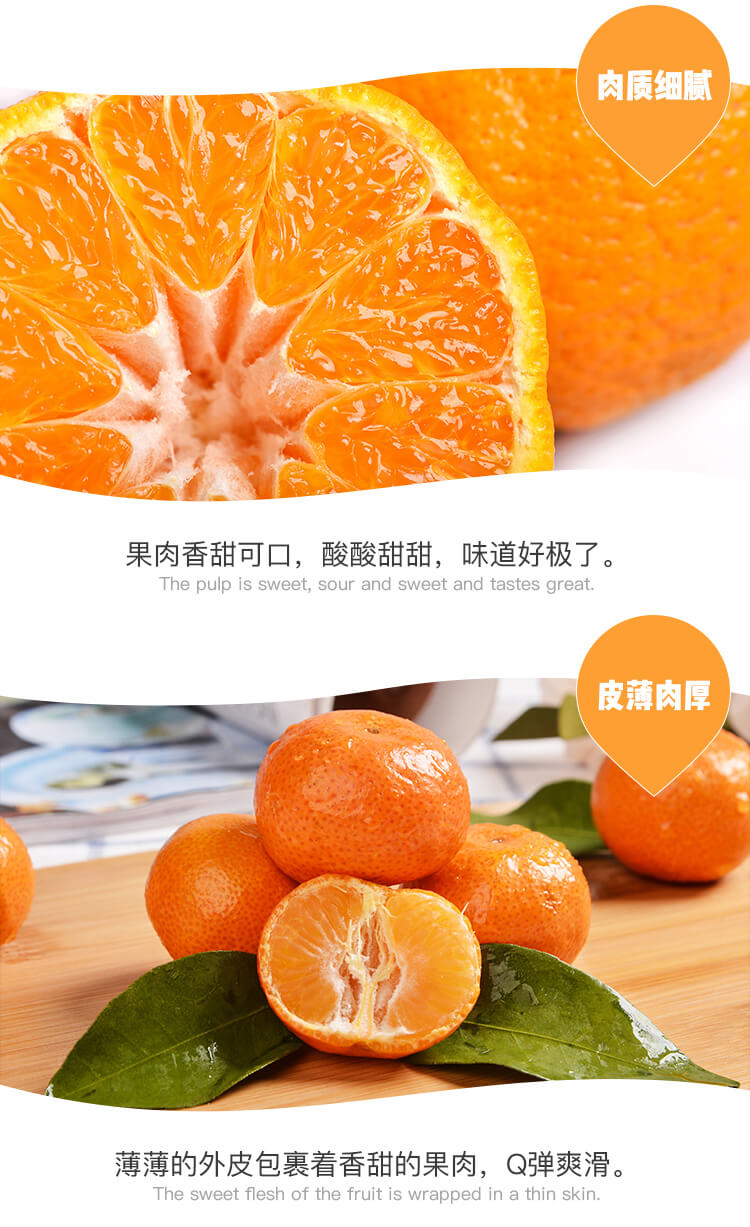 肉质细腻
果肉香甜可口，酸酸甜甜，味道好极了。
The pulp is sweet, sour and sweet and tastes great.
皮薄肉厚
薄薄的外皮包裹着香甜的果肉，Q弹爽滑。
The sweet flesh of the fruit is wrapped in a thin skin.